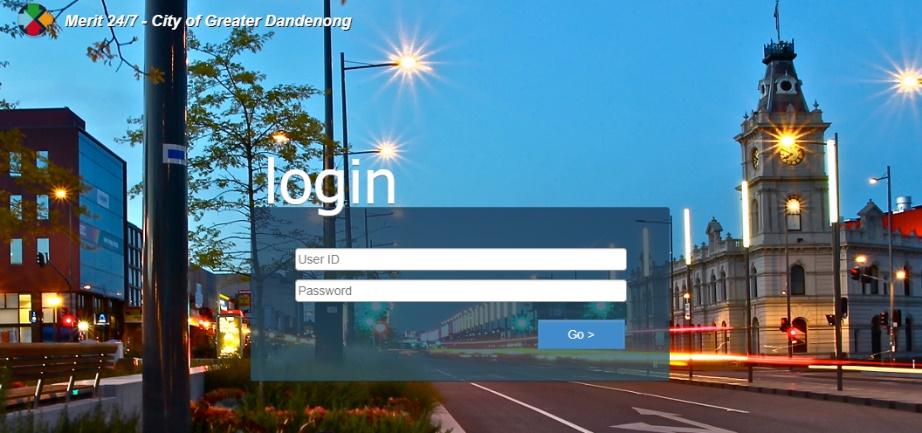 Merit 24/7 - City of Greater Dandenong
login
User ID
Password
Go >